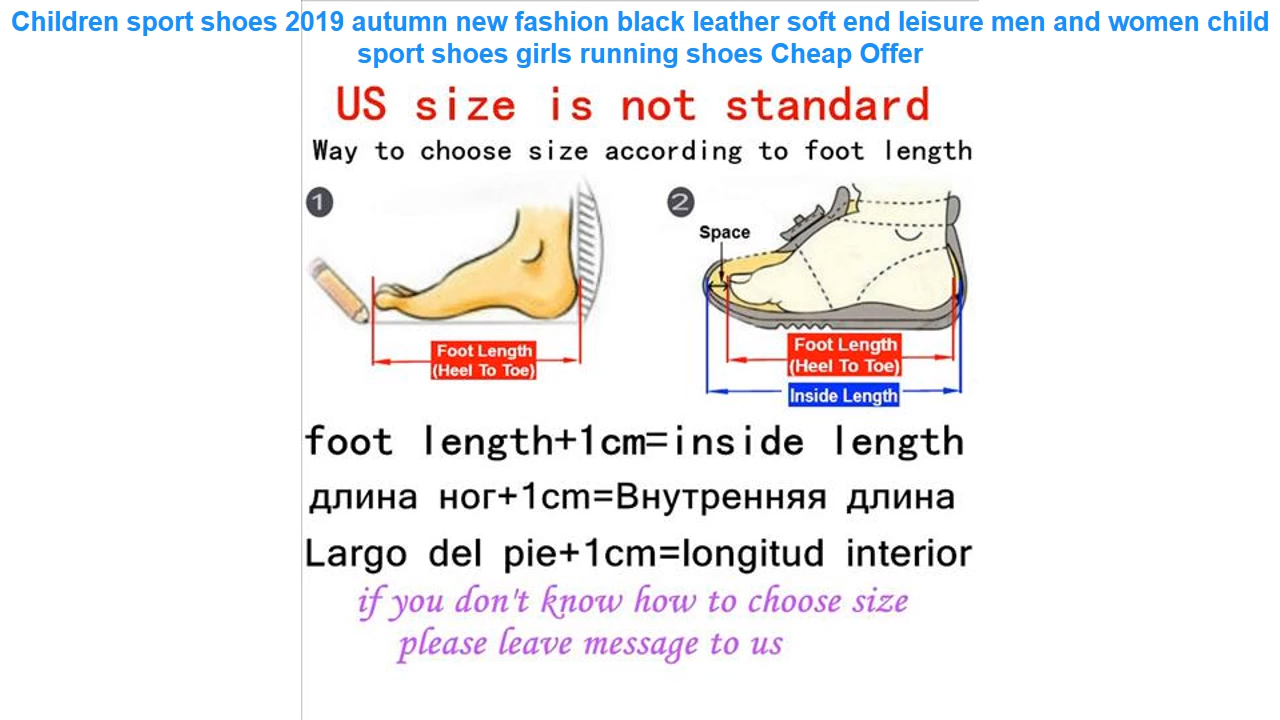 Children sport shoes 2019 autumn new fashion black leather soft end leisure men and women child
sport shoes girls running shoes Cheap Offer
US size is not standard
Way to choose size according to foot length
1
2
Space
Foot Length
(Heel To Toe)
Foot Length
(Heel To Toe)
Inside Length
foot length+1cm=inside length
длина ног+1cm=Внутренняя длина
Largo del pie+1cm=longitud interior
if you don't know how to choose size
please leave message to us